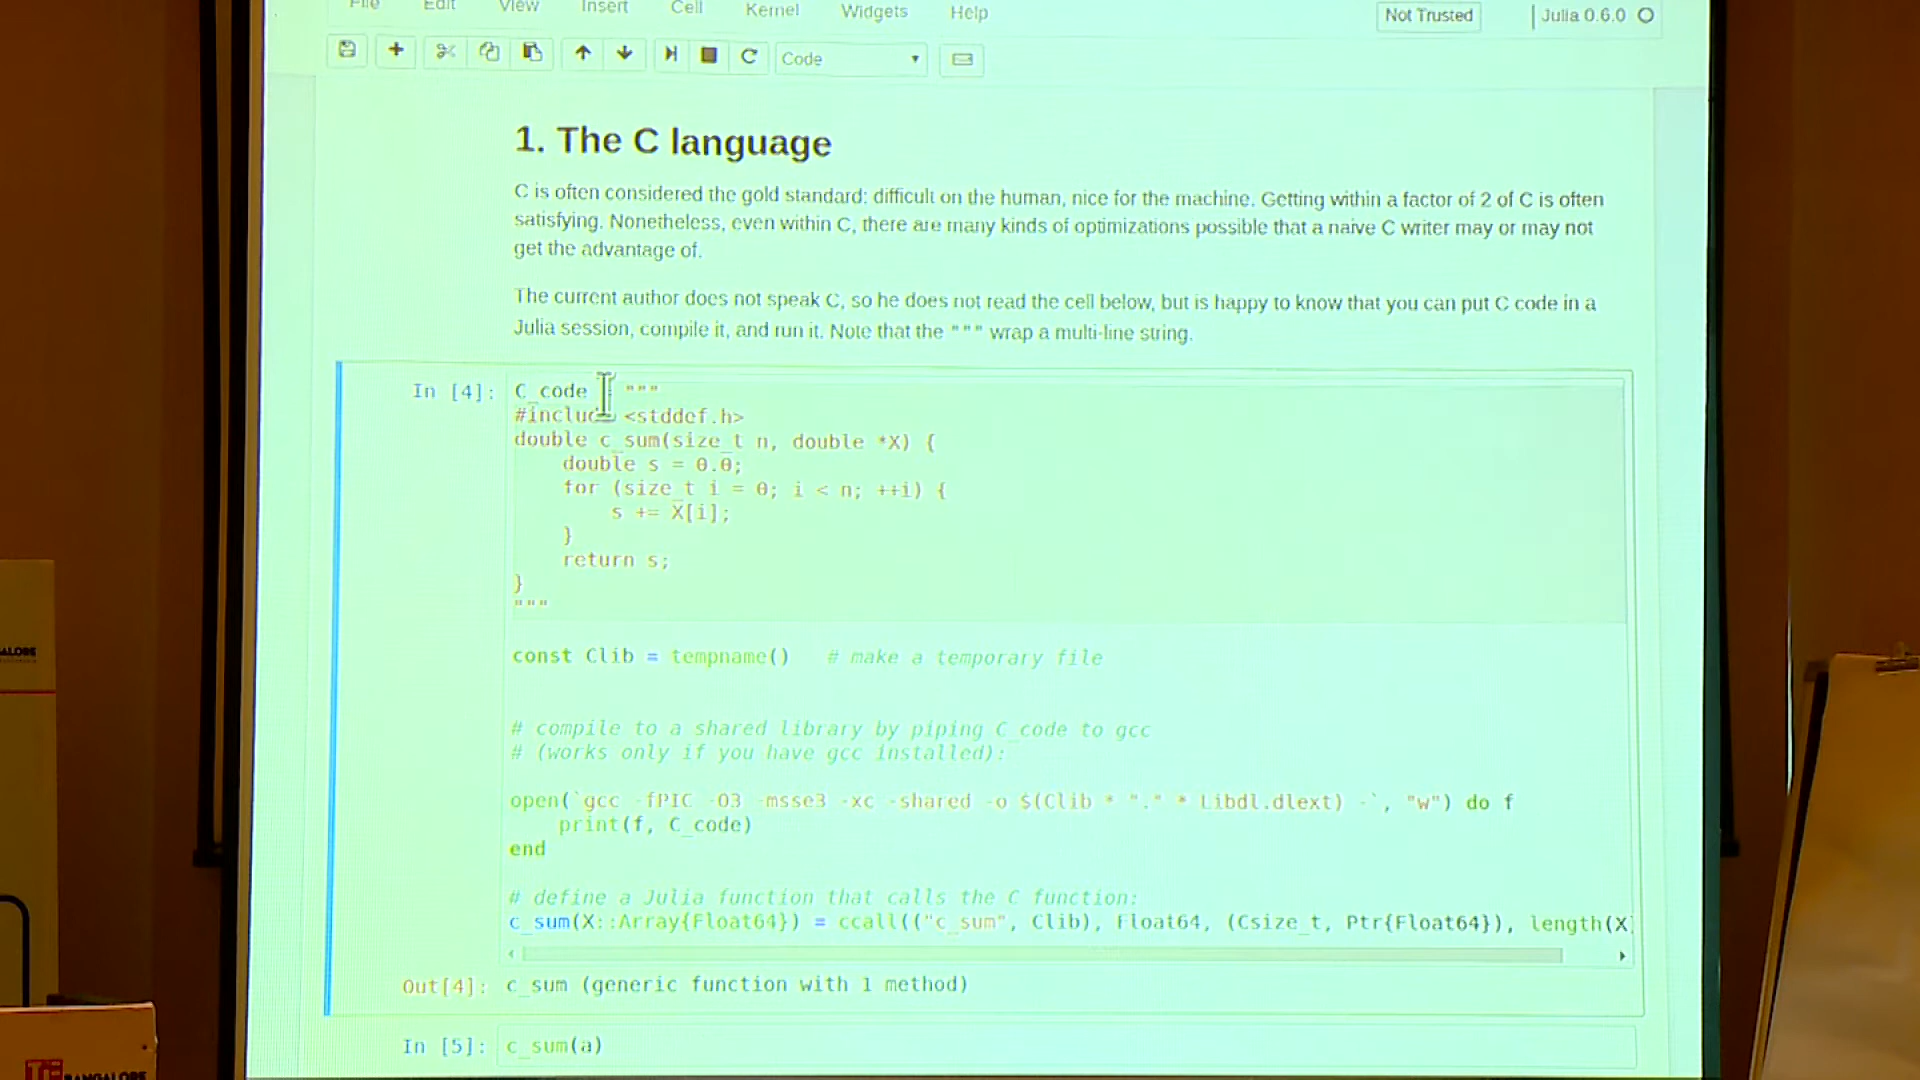 File Edit View Insert Cell Kernel Widgets Help Not Trusted Julia 0.6.0
Code
1. The C language
C is often considered the gold standard: difficult on the human, nice for the machine. Getting within a factor of 2 of C is often
satisfying. Nonetheless, even within C, there are many kinds of optimizations possible that a naive C writer may or may not
get the advantage of.
The current author does not speak C, so he does not read the cell below, but is happy to know that you can put C code in a
Julia session, compile it, and run it. Note that the """ wrap a multi-line string.
In [4]: C_code """
#include <stddef.h>
double c_sum(size_t n, double *X) {
double s = 0.0;
for (size_t i = 0; i < n; ++i) {
s += X[i];
}
return s;
}
"""
const Clib = tempname() # make a temporary file
# compile to a shared library by piping C_code to gcc
# (works only if you have gcc installed):
open(`gcc -fPIC -O3 -msse3 -xc -shared -o $(Clib * "." * Libdl.dlext) -`, "w") do f
print(f, C_code)
end
# define a Julia function that calls the C function:
c_sum(X::Array{Float64}) = ccall(("c_sum", Clib), Float64, (Csize_t, Ptr{Float64}), length(X
Out[4]: c_sum (generic function with 1 method)
In [5]: c_sum(a)
ALORE
BANGALORE